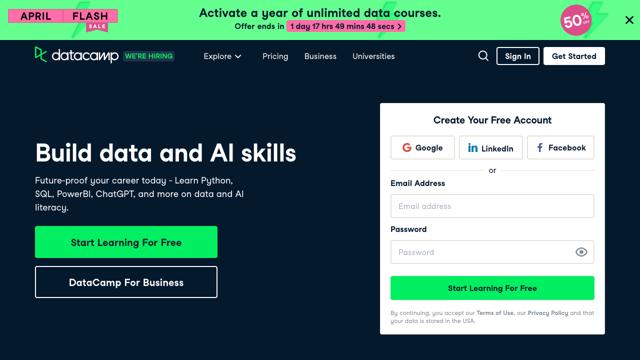 APRIL FLASH
SALE
Activate a year of unlimited data courses.
Offer ends in 1 day 17 hrs 49 mins 48 secs >
50%
datacamp WE'RE HIRING
Explore Pricing Business Universities
Sign In Get Started
Build data and AI skills
Future-proof your career today - Learn Python,
SQL, PowerBI, ChatGPT, and more on data and AI
literacy.
Start Learning For Free
DataCamp For Business
Create Your Free Account
Google LinkedIn Facebook
or
Email Address
Email address
Password
Password
Start Learning For Free
By continuing, you accept our Terms of Use, our Privacy Policy and that
your data is stored in the USA.